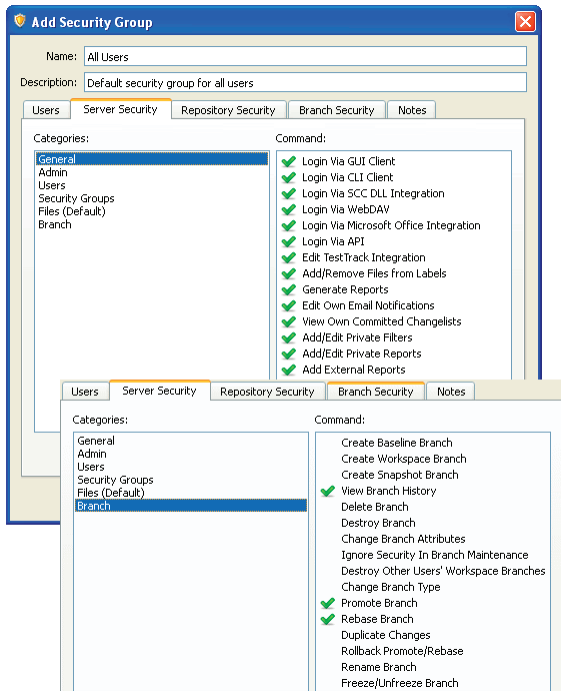 Add Security Group
Name: All Users
Description: Default security group for all users
Users Server Security Repository Security Branch Security Notes
Categories:
General
Admin
Users
Security Groups
Files (Default)
Branch
Command:
Login Via GUI Client
Login Via CLI Client
Login Via SCC DLL Integration
Login Via WebDAV
Login Via Microsoft Office Integration
Login Via API
Edit TestTrack Integration
Add/Remove Files from Labels
Generate Reports
Edit Own Email Notifications
View Own Committed Changelists
Add/Edit Private Filters
Add/Edit Private Reports
Add External Reports
Users Server Security Repository Security Branch Security Notes
Categories:
General
Admin
Users
Security Groups
Files (Default)
Branch
Command:
Create Baseline Branch
Create Workspace Branch
Create Snapshot Branch
View Branch History
Delete Branch
Destroy Branch
Change Branch Attributes
Ignore Security In Branch Maintenance
Destroy Other Users' Workspace Branches
Change Branch Type
Promote Branch
Rebase Branch
Duplicate Changes
Rollback Promote/Rebase
Rename Branch
Freeze/Unfreeze Branch